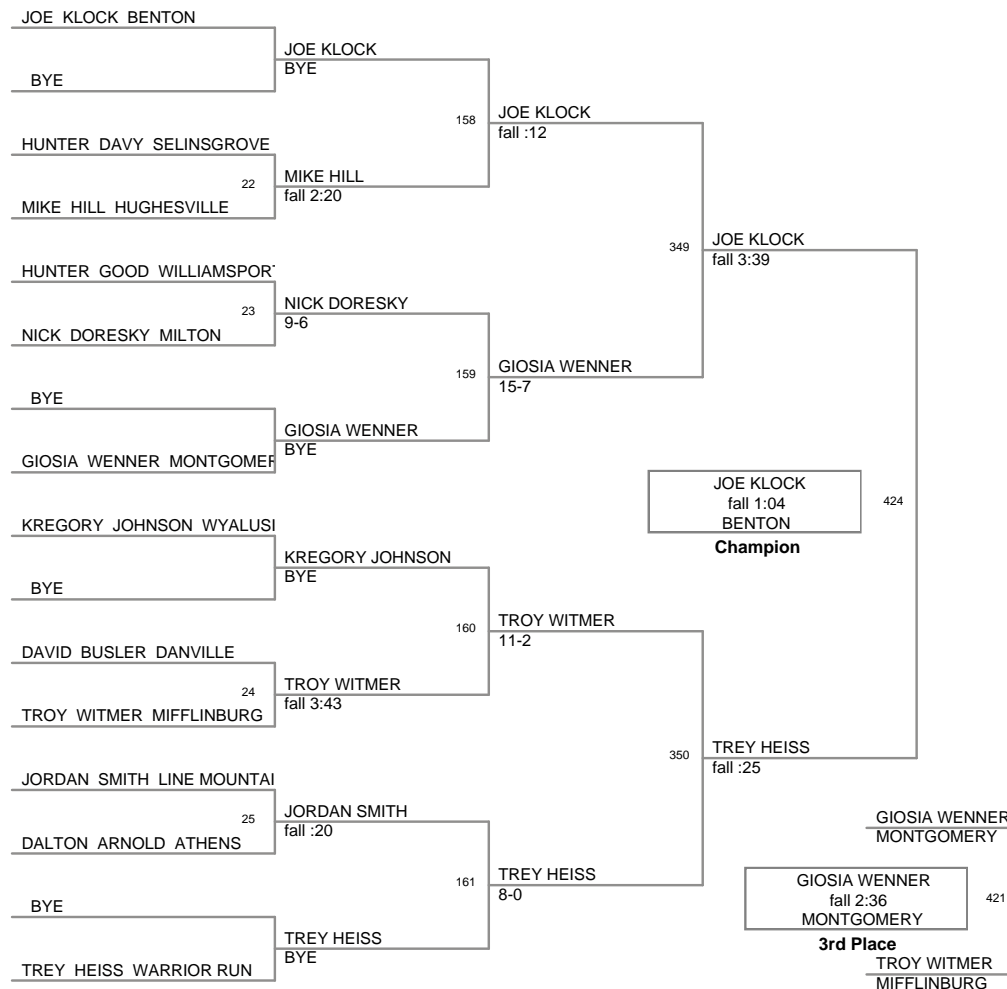 JOE KLOCK BENTON
JOE KLOCK
BYE
BYE
158
JOE KLOCK
fall :12
HUNTER DAVY SELINSGROVE
22
MIKE HILL
fall 2:20
MIKE HILL HUGHESVILLE
349
JOE KLOCK
fall 3:39
HUNTER GOOD WILLIAMSPORT
23
NICK DORESKY
9-6
NICK DORESKY MILTON
159
GIOSIA WENNER
15-7
BYE
GIOSIA WENNER
BYE
GIOSIA WENNER MONTGOMER
JOE KLOCK
fall 1:04
BENTON
424
Champion
KREGORY JOHNSON WYALUSI
KREGORY JOHNSON
BYE
BYE
160
TROY WITMER
11-2
DAVID BUSLER DANVILLE
24
TROY WITMER
fall 3:43
TROY WITMER MIFFLINBURG
350
TREY HEISS
fall :25
JORDAN SMITH LINE MOUNTAI
25
JORDAN SMITH
fall :20
DALTON ARNOLD ATHENS
161
TREY HEISS
8-0
BYE
TREY HEISS
BYE
TREY HEISS WARRIOR RUN
GIOSIA WENNER
MONTGOMERY
GIOSIA WENNER
fall 2:36
MONTGOMERY
421
3rd Place
TROY WITMER
MIFFLINBURG